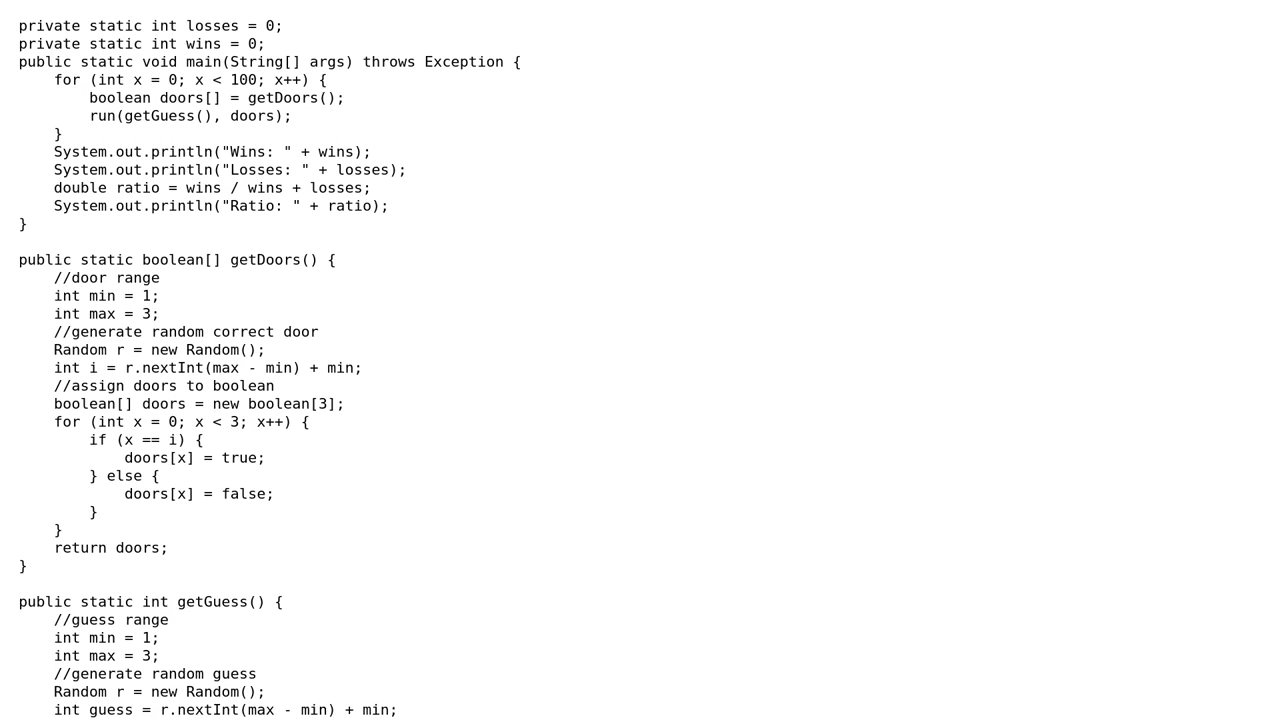 private static int losses = 0;
private static int wins = 0;
public static void main(String[] args) throws Exception {
    for (int x = 0; x < 100; x++) {
        boolean doors[] = getDoors();
        run(getGuess(), doors);
    }
    System.out.println("Wins: " + wins);
    System.out.println("Losses: " + losses);
    double ratio = wins / wins + losses;
    System.out.println("Ratio: " + ratio);
}

public static boolean[] getDoors() {
    //door range
    int min = 1;
    int max = 3;
    //generate random correct door
    Random r = new Random();
    int i = r.nextInt(max - min) + min;
    //assign doors to boolean
    boolean[] doors = new boolean[3];
    for (int x = 0; x < 3; x++) {
        if (x == i) {
            doors[x] = true;
        } else {
            doors[x] = false;
        }
    }
    return doors;
}

public static int getGuess() {
    //guess range
    int min = 1;
    int max = 3;
    //generate random guess
    Random r = new Random();
    int guess = r.nextInt(max - min) + min;